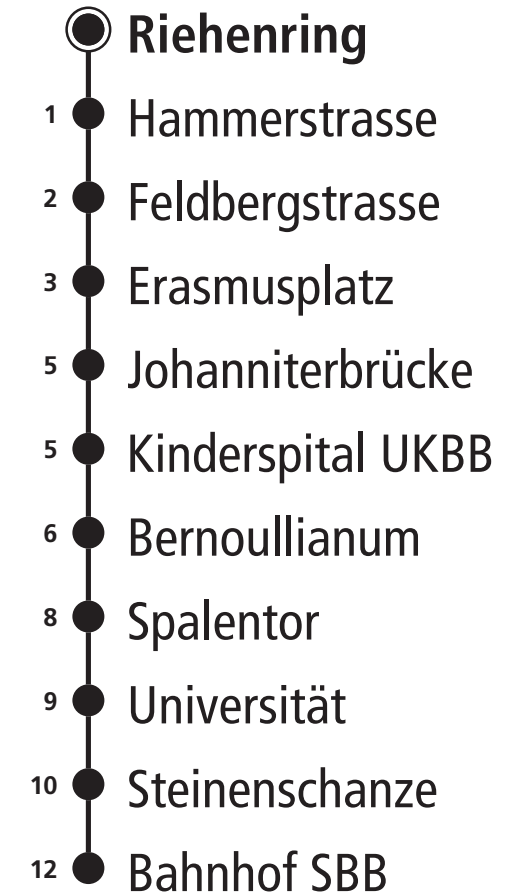 Riehenring
1 Hammerstrasse
2 Feldbergstrasse
3 Erasmusplatz
5 Johanniterbrücke
5 Kinderspital UKBB
6 Bernoullianum
8 Spalentor
9 Universität
10 Steinenschanze
12 Bahnhof SBB